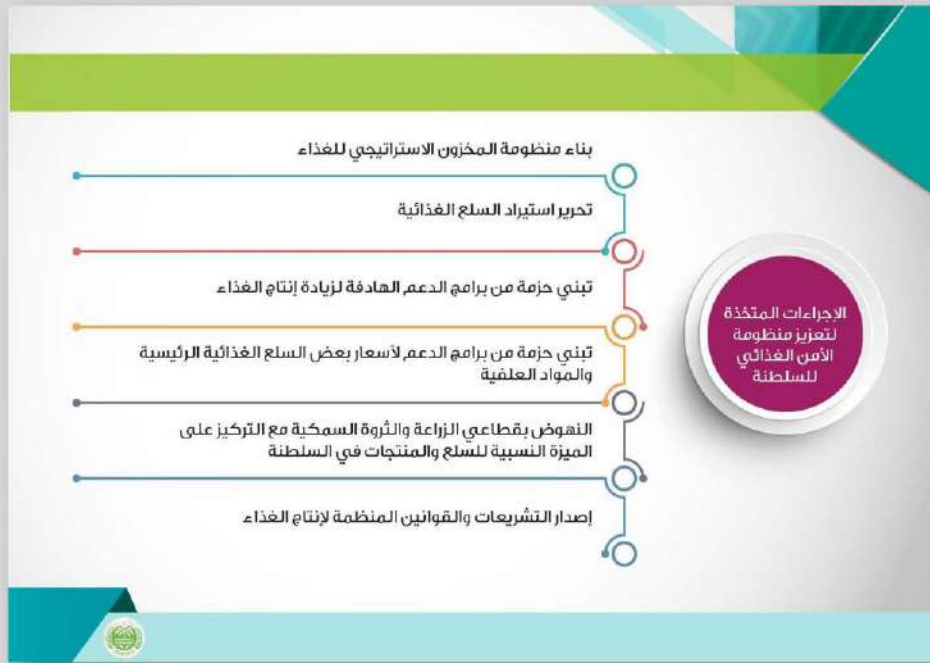 الإجراءات المتخذة
لتعزيز منظومة
الأمن الغذائي
للسلطنة
بناء منظومة المخزون الاستراتيجي للغذاء
تحرير استيراد السلع الغذائية
تبني حزمة من برامج الدعم الهادفة لزيادة إنتاج الغذاء
تبني حزمة من برامج الدعم لأسعار بعض السلع الغذائية الرئيسية
والمواد العلفية
النهوض بقطاعي الزراعة والثروة السمكية مع التركيز على
الميزة النسبية للسلع والمنتجات في السلطنة
إصدار التشريعات والقوانين المنظمة لإنتاج الغذاء